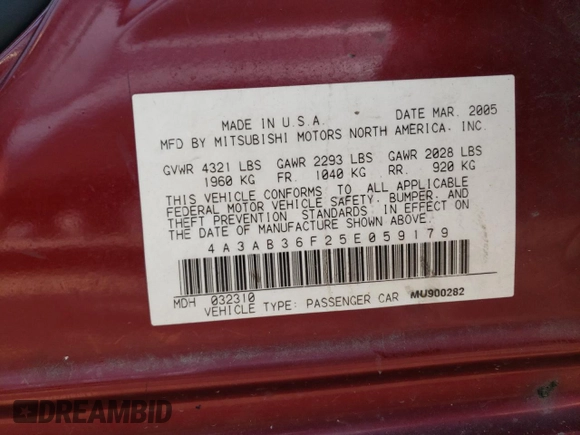 MADE IN U.S.A. DATE MAR. 2005
MFD BY MITSUBISHI MOTORS NORTH AMERICA. INC.
GVWR 4321 LBS GAWR 2293 LBS GAWR 2028 LBS
1960 KG FR. 1040 KG RR. 920 KG
THIS VEHICLE CONFORMS TO ALL APPLICABLE
FEDERAL MOTOR VEHICLE SAFETY, BUMPER, AND
THEFT PREVENTION STANDARDS IN EFFECT ON
THE DATE OF MANUFACTURE SHOWN ABOVE.
4A3AB36F25E059179
MDH 032310
VEHICLE TYPE: PASSENGER CAR MU900282
DREAMBID